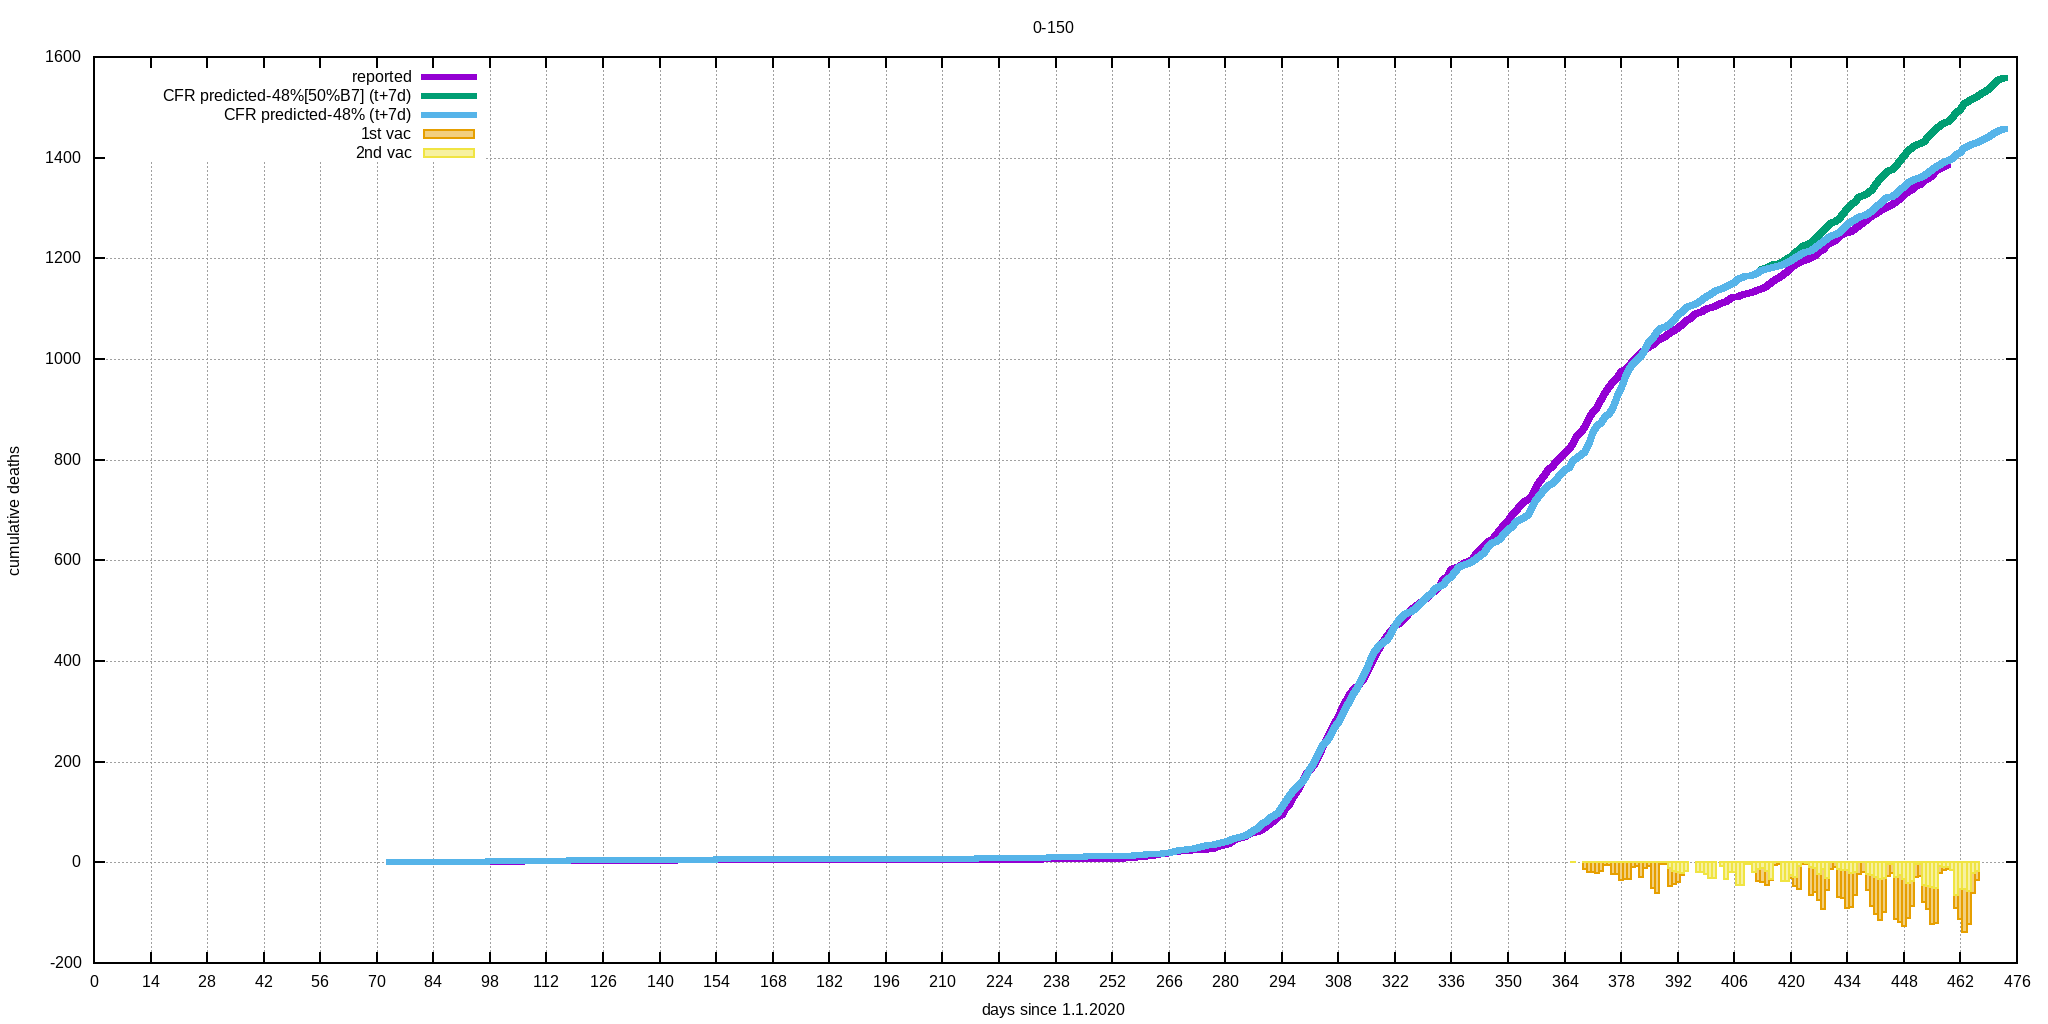 0-150
1600
1400
1200
1000
800
600
400
200
0
-200
cumulative deaths
reported
CFR predicted-48%[50%B7] (t+7d)
CFR predicted-48% (t+7d)
1st vac
2nd vac
0 14 28 42 56 70 84 98 112 126 140 154 168 182 196 210 224 238 252 266 280 294 308 322 336 350 364 378 392 406 420 434 448 462 476
days since 1.1.2020